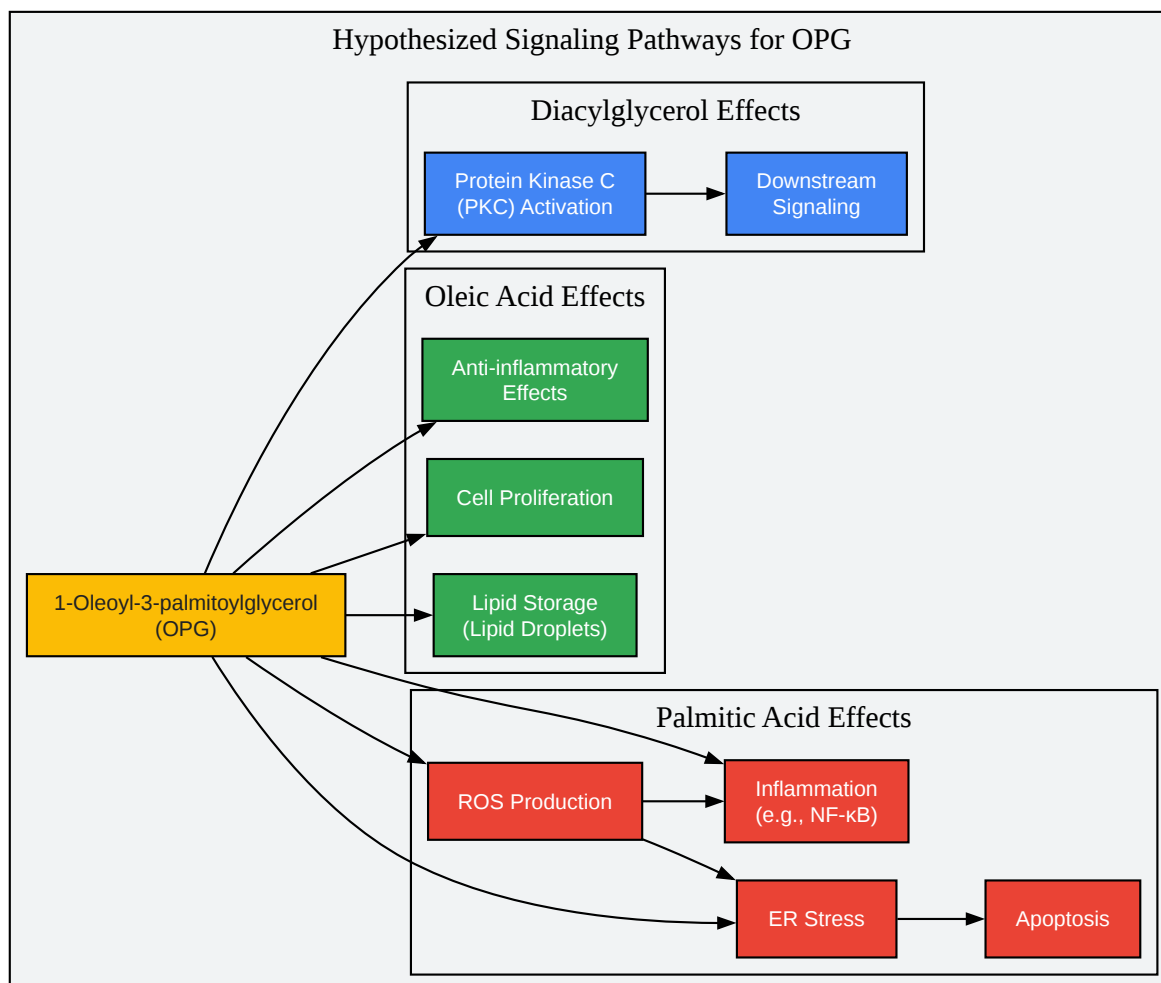 Hypothesized Signaling Pathways for OPG
Diacylglycerol Effects
Protein Kinase C
(PKC) Activation
Downstream
Signaling
Oleic Acid Effects
Anti-inflammatory
Effects
Cell Proliferation
1-Oleoyl-3-palmitoylglycerol
(OPG)
Lipid Storage
(Lipid Droplets)
Palmitic Acid Effects
ROS Production
Inflammation
(e.g., NF-κB)
ER Stress
Apoptosis